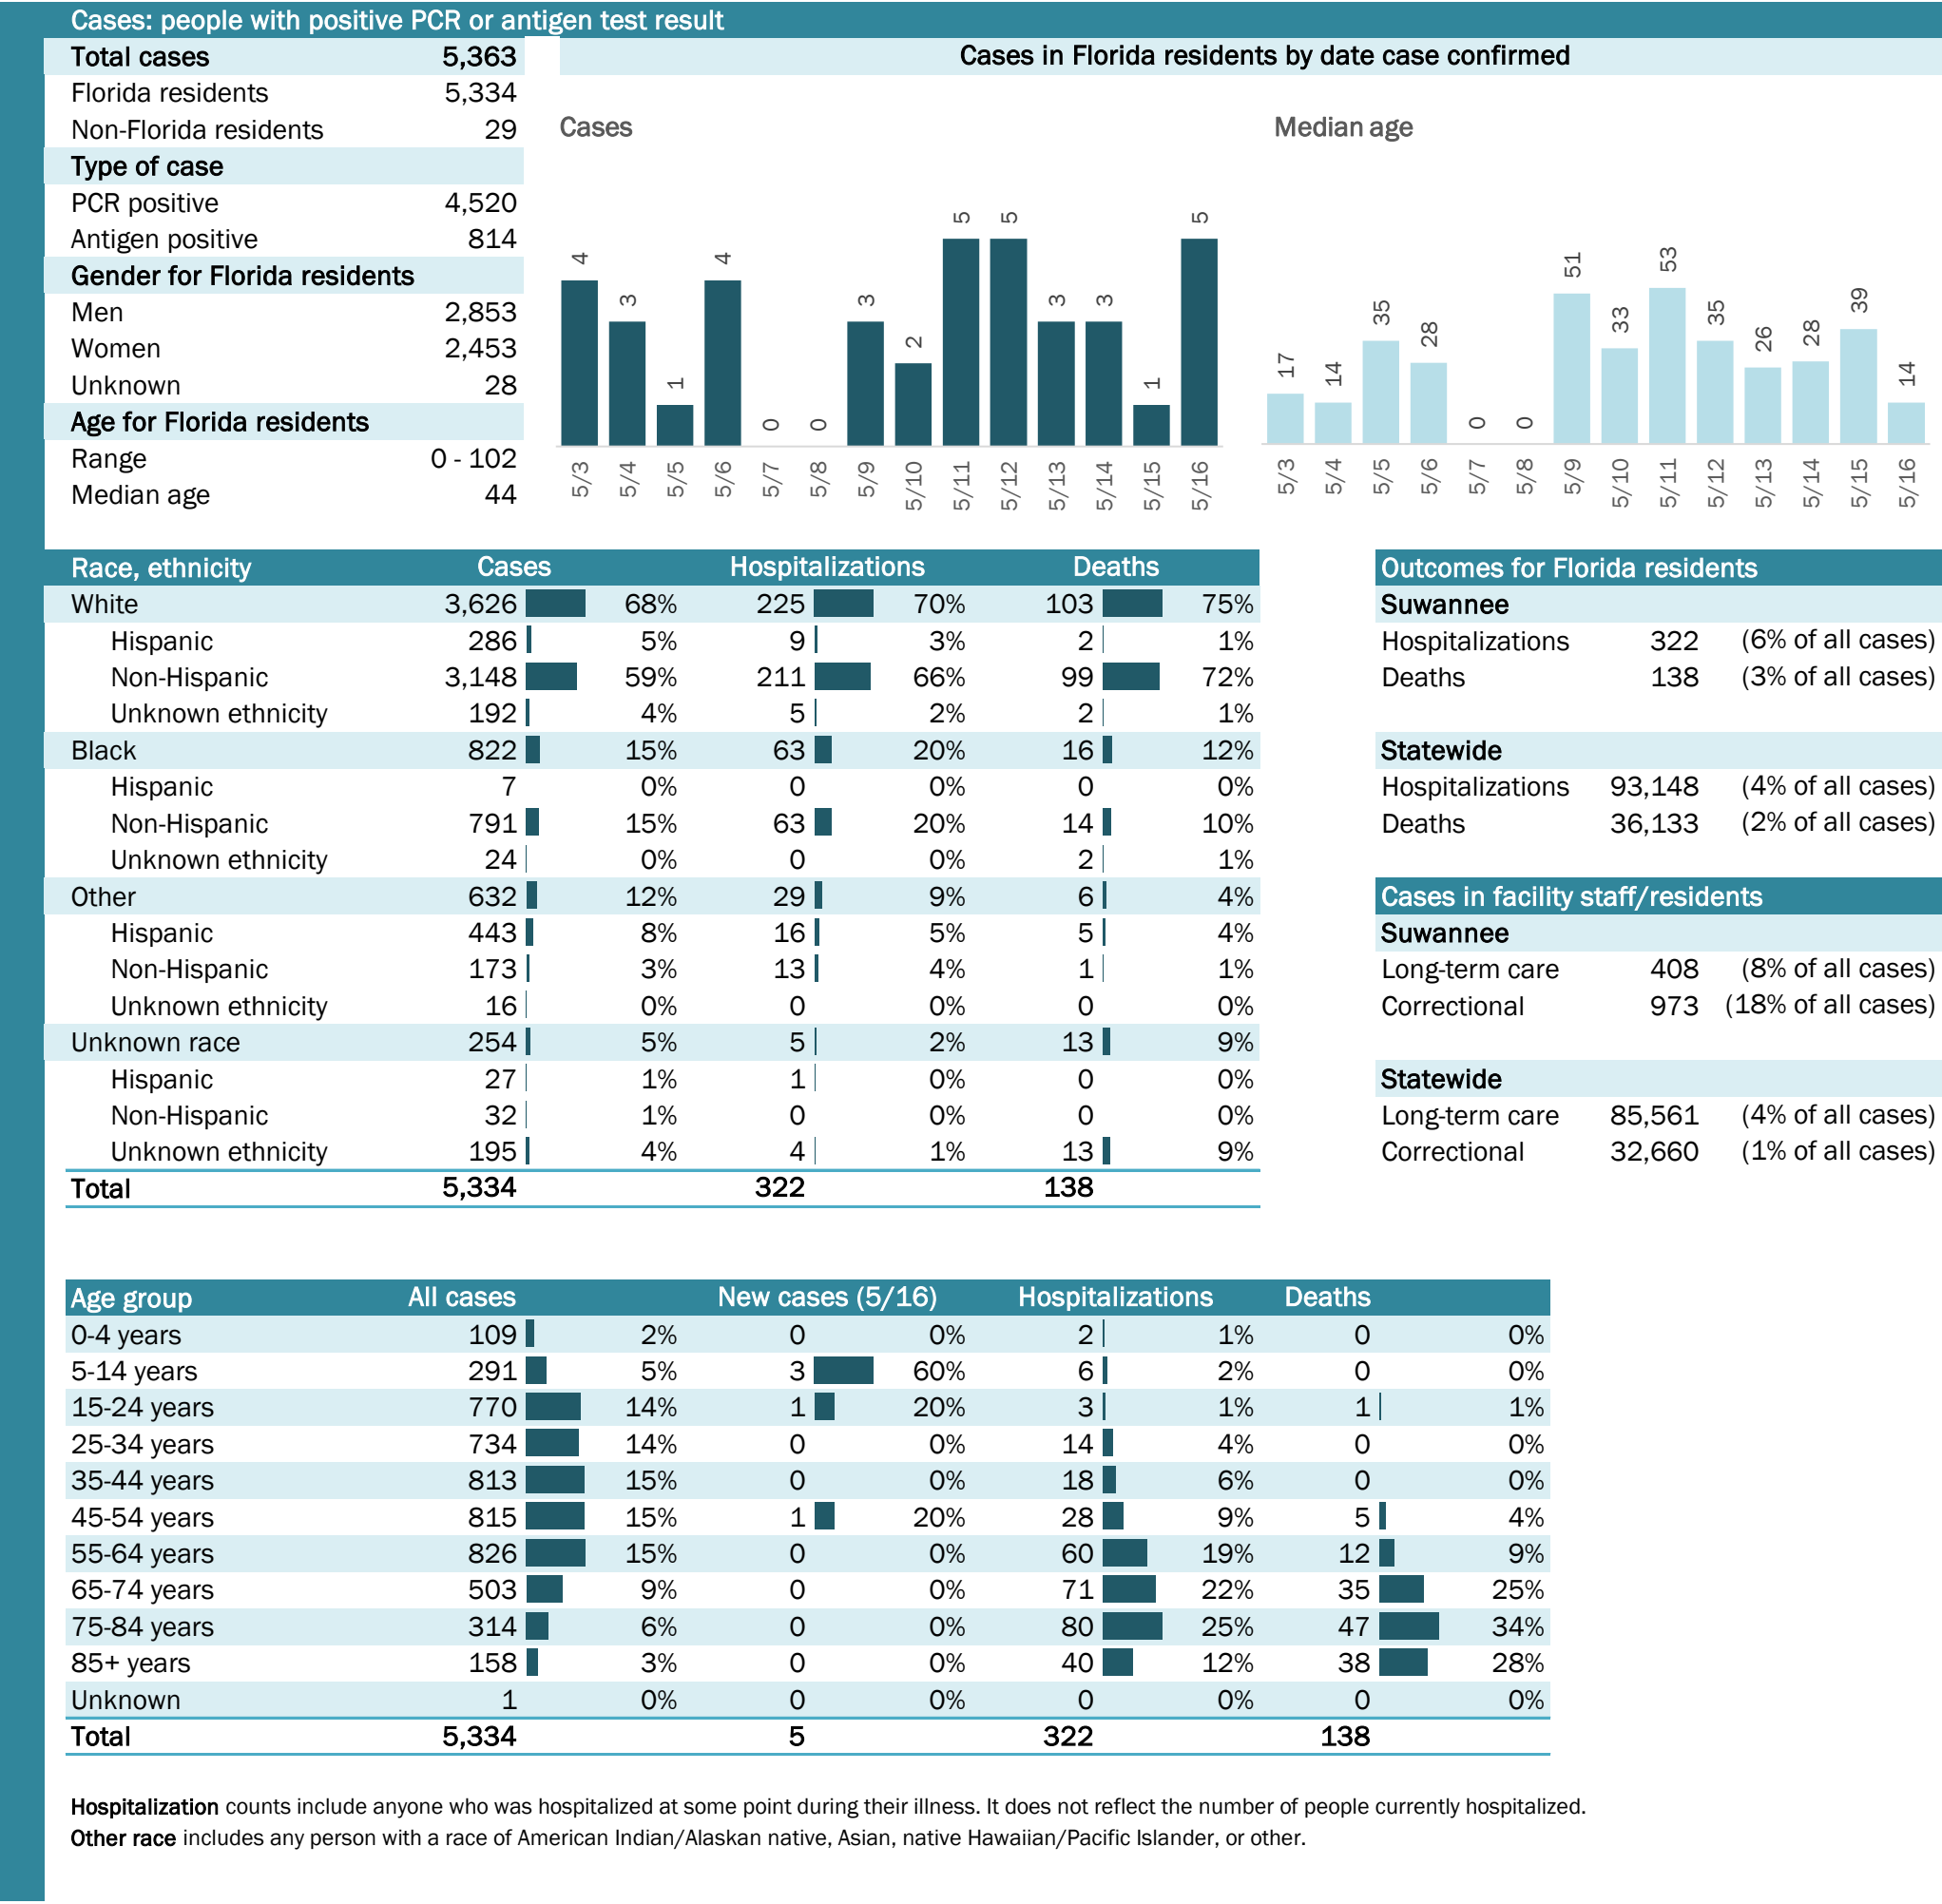 Cases: people with positive PCR or antigen test result
Total cases 5,363
Florida residents 5,334
Non-Florida residents 29
Type of case
PCR positive 4,520
Antigen positive 814
Gender for Florida residents
Men 2,853
Women 2,453
Unknown 28
Age for Florida residents
Range 0 - 102
Median age 44
Cases in Florida residents by date case confirmed
Cases
4 3 1 4 0 0 3 2 5 5 3 3 1 5
5/3 5/4 5/5 5/6 5/7 5/8 5/9 5/10 5/11 5/12 5/13 5/14 5/15 5/16
Median age
17 14 35 28 0 0 51 33 53 35 26 28 39 14
5/3 5/4 5/5 5/6 5/7 5/8 5/9 5/10 5/11 5/12 5/13 5/14 5/15 5/16
Race, ethnicity Cases Hospitalizations Deaths
White 3,626 68% 225 70% 103 75%
Hispanic 286 5% 9 3% 2 1%
Non-Hispanic 3,148 59% 211 66% 99 72%
Unknown ethnicity 192 4% 5 2% 2 1%
Black 822 15% 63 20% 16 12%
Hispanic 7 0% 0 0% 0 0%
Non-Hispanic 791 15% 63 20% 14 10%
Unknown ethnicity 24 0% 0 0% 2 1%
Other 632 12% 29 9% 6 4%
Hispanic 443 8% 16 5% 5 4%
Non-Hispanic 173 3% 13 4% 1 1%
Unknown ethnicity 16 0% 0 0% 0 0%
Unknown race 254 5% 5 2% 13 9%
Hispanic 27 1% 1 0% 0 0%
Non-Hispanic 32 1% 0 0% 0 0%
Unknown ethnicity 195 4% 4 1% 13 9%
Total 5,334 322 138
Outcomes for Florida residents
Suwannee
Hospitalizations 322 (6% of all cases)
Deaths 138 (3% of all cases)
Statewide
Hospitalizations 93,148 (4% of all cases)
Deaths 36,133 (2% of all cases)
Cases in facility staff/residents
Suwannee
Long-term care 408 (8% of all cases)
Correctional 973 (18% of all cases)
Statewide
Long-term care 85,561 (4% of all cases)
Correctional 32,660 (1% of all cases)
Age group All cases New cases (5/16) Hospitalizations Deaths
0-4 years 109 2% 0 0% 2 1% 0 0%
5-14 years 291 5% 3 60% 6 2% 0 0%
15-24 years 770 14% 1 20% 3 1% 1 1%
25-34 years 734 14% 0 0% 14 4% 0 0%
35-44 years 813 15% 0 0% 18 6% 0 0%
45-54 years 815 15% 1 20% 28 9% 5 4%
55-64 years 826 15% 0 0% 60 19% 12 9%
65-74 years 503 9% 0 0% 71 22% 35 25%
75-84 years 314 6% 0 0% 80 25% 47 34%
85+ years 158 3% 0 0% 40 12% 38 28%
Unknown 1 0% 0 0% 0 0% 0 0%
Total 5,334 5 322 138
Hospitalization counts include anyone who was hospitalized at some point during their illness. It does not reflect the number of people currently hospitalized.
Other race includes any person with a race of American Indian/Alaskan native, Asian, native Hawaiian/Pacific Islander, or other.